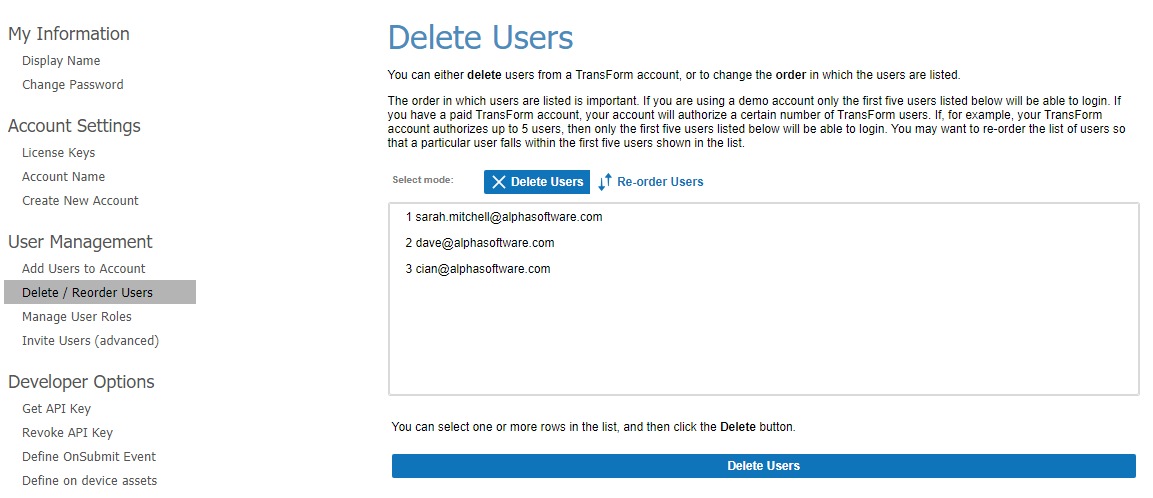 My Information
Display Name
Change Password
Account Settings
License Keys
Account Name
Create New Account
User Management
Add Users to Account
Delete / Reorder Users
Manage User Roles
Invite Users (advanced)
Developer Options
Get API Key
Revoke API Key
Define OnSubmit Event
Define on device assets
Delete Users
You can either delete users from a TransForm account, or to change the order in which the users are listed.
The order in which users are listed is important. If you are using a demo account only the first five users listed below will be able to login. If
you have a paid TransForm account, your account will authorize a certain number of TransForm users. If, for example, your TransForm
account authorizes up to 5 users, then only the first five users listed below will be able to login. You may want to re-order the list of users so
that a particular user falls within the first five users shown in the list.
Select mode: Delete Users Re-order Users
1 sarah.mitchell@alphasoftware.com
2 dave@alphasoftware.com
3 cian@alphasoftware.com
You can select one or more rows in the list, and then click the Delete button.
Delete Users